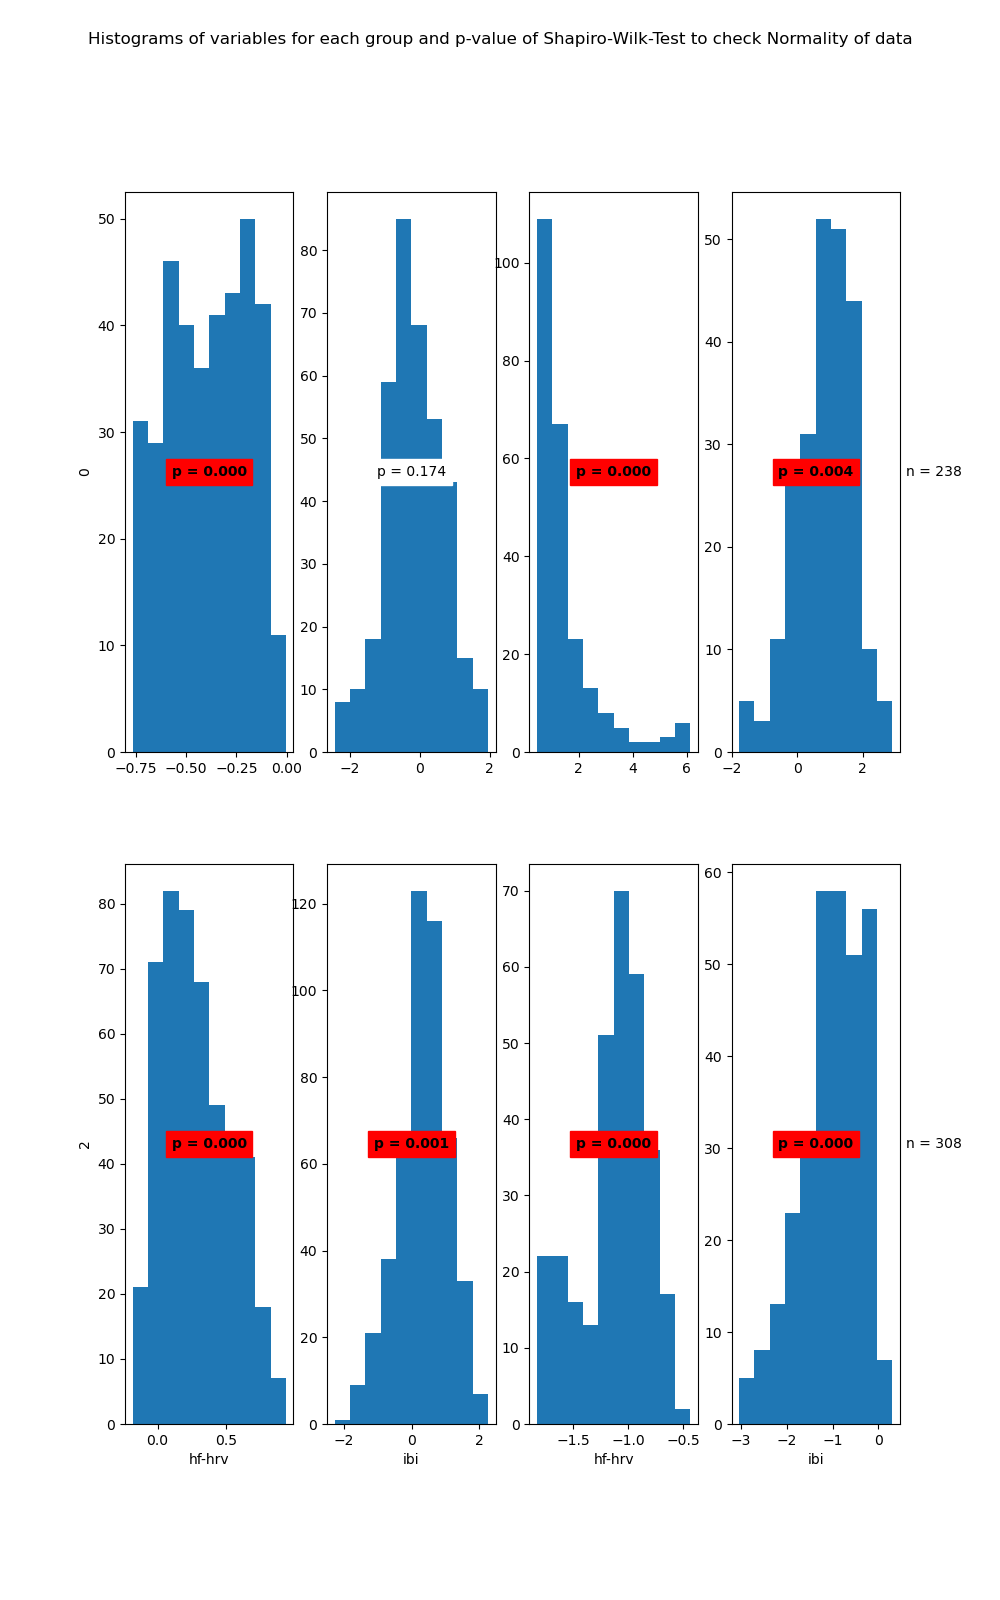 Histograms of variables for each group and p-value of Shapiro-Wilk-Test to check Normality of data
50
40
30
20
10
0
80
70
60
50
40
30
20
10
0
100
80
60
40
20
0
50
40
30
20
10
0
0
p = 0.000
p = 0.174
p = 0.000
p = 0.004
n = 238
−0.75 −0.50 −0.25 0.00
−2 0 2
2 4 6
−2 0 2
80
70
60
50
40
30
20
10
0
120
100
80
60
40
20
0
70
60
50
40
30
20
10
0
60
50
40
30
20
10
0
2
p = 0.000
p = 0.001
p = 0.000
p = 0.000
n = 308
0.0 0.5
−2 0 2
−1.5 −1.0 −0.5
−3 −2 −1 0
hf-hrv
ibi
hf-hrv
ibi